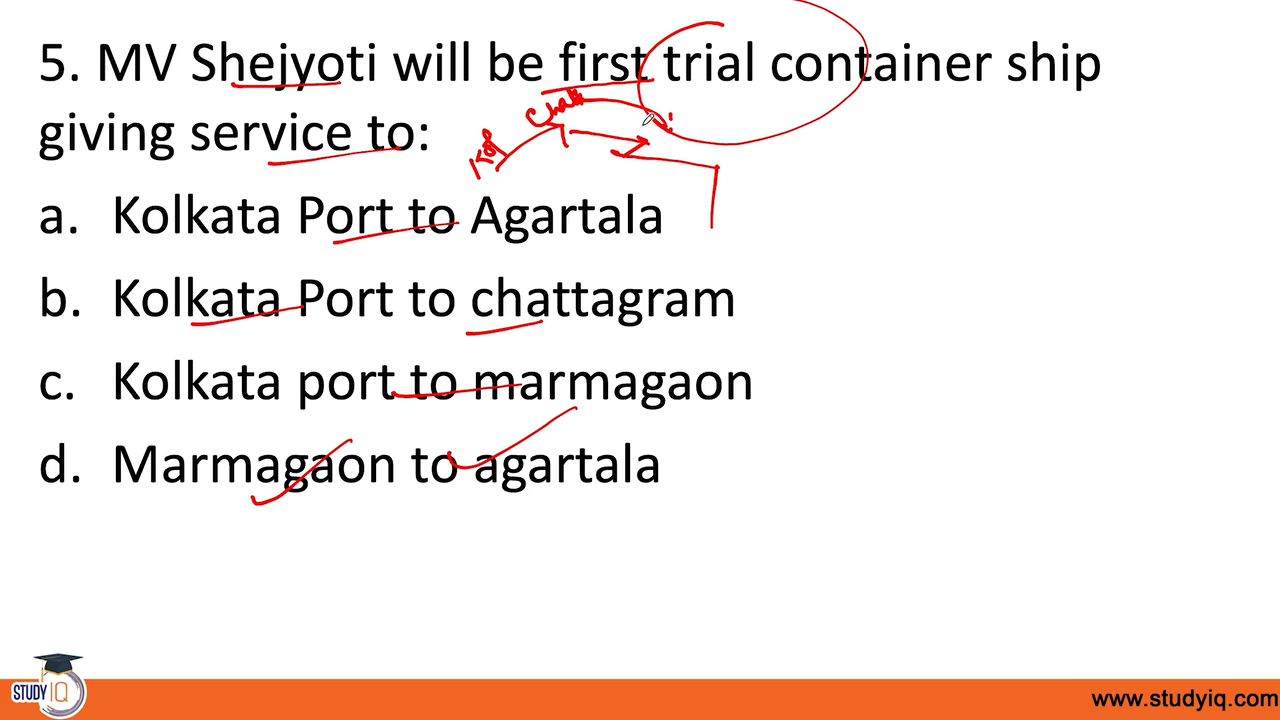 5. MV Shejyoti will be first trial container ship
giving service to:
a. Kolkata Port to Agartala
b. Kolkata Port to chattagram
c. Kolkata port to marmagaon
d. Marmagaon to agartala
STUDY IQ
www.studyiq.com